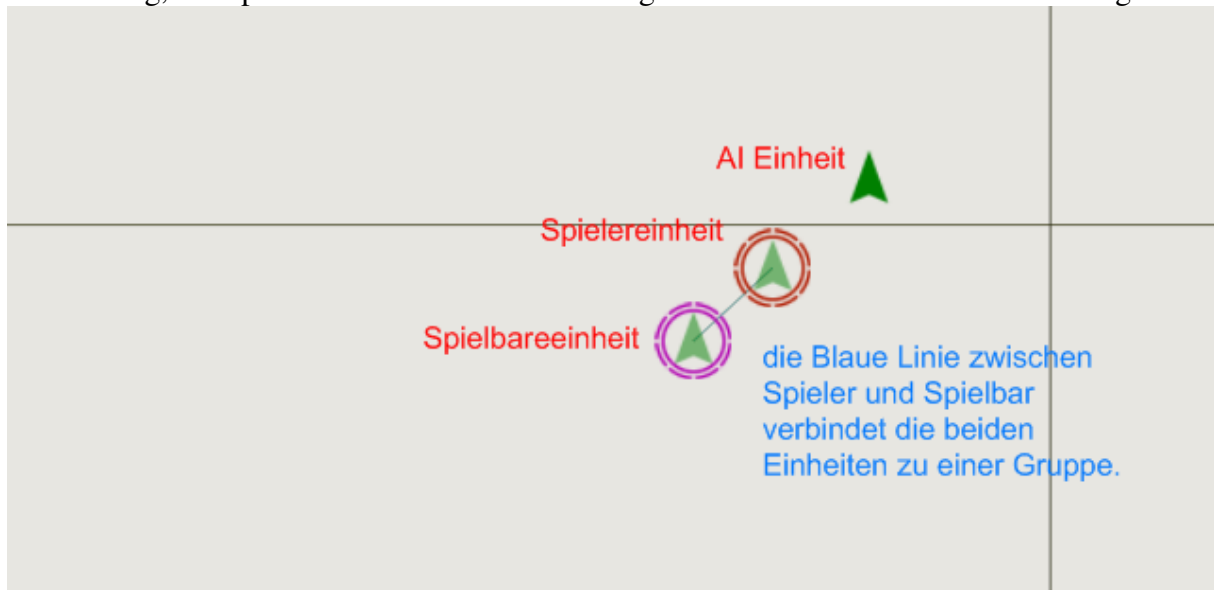 AI Einheit
Spielereinheit
Spielbareeinheit
die Blaue Linie zwischen
Spieler und Spielbar
verbindet die beiden
Einheiten zu einer Gruppe.